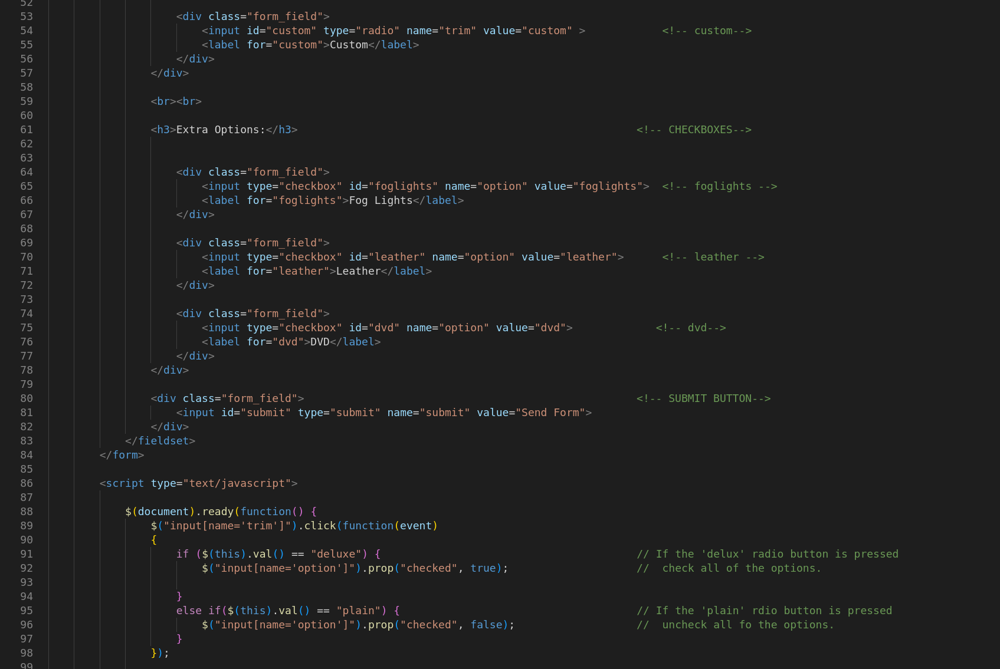 52
53 <div class="form_field">
54 <input id="custom" type="radio" name="trim" value="custom" > <!-- custom-->
55 <label for="custom">Custom</label>
56 </div>
57 </div>
58
59 <br><br>
60
61 <h3>Extra Options:</h3> <!-- CHECKBOXES-->
62
63
64 <div class="form_field">
65 <input type="checkbox" id="foglights" name="option" value="foglights"> <!-- foglights -->
66 <label for="foglights">Fog Lights</label>
67 </div>
68
69 <div class="form_field">
70 <input type="checkbox" id="leather" name="option" value="leather"> <!-- leather -->
71 <label for="leather">Leather</label>
72 </div>
73
74 <div class="form_field">
75 <input type="checkbox" id="dvd" name="option" value="dvd"> <!-- dvd-->
76 <label for="dvd">DVD</label>
77 </div>
78 </div>
79
80 <div class="form_field"> <!-- SUBMIT BUTTON-->
81 <input id="submit" type="submit" name="submit" value="Send Form">
82 </div>
83 </fieldset>
84 </form>
85
86 <script type="text/javascript">
87
88 $(document).ready(function() {
89 $("input[name='trim']").click(function(event)
90 {
91 if ($(this).val() == "deluxe") { // If the 'delux' radio button is pressed
92 $("input[name='option']").prop("checked", true); //  check all of the options.
93
94 }
95 else if($(this).val() == "plain") { // If the 'plain' rdio button is pressed
96 $("input[name='option']").prop("checked", false); //  uncheck all fo the options.
97 }
98 });
99